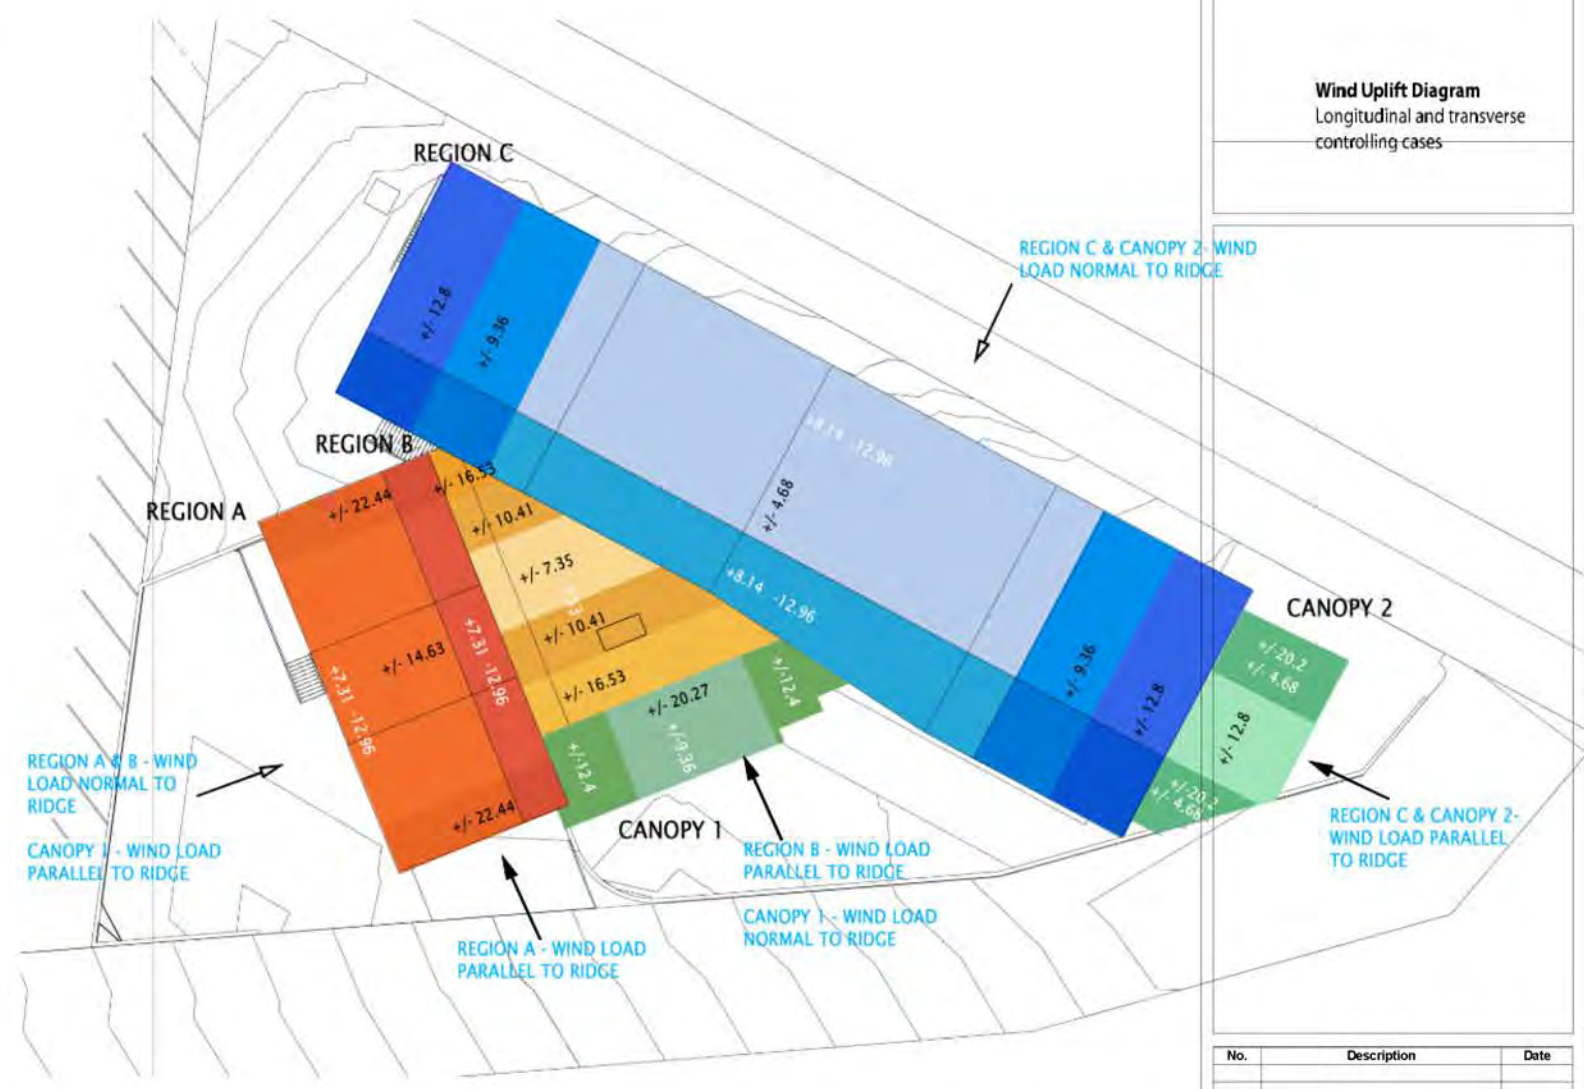 Wind Uplift Diagram
Longitudinal and transverse
controlling cases
REGION C
REGION C & CANOPY 2- WIND
LOAD NORMAL TO RIDGE
+/- 12.8
+/- 9.36
+8.14 -12.96
+/- 4.68
+8.14 -12.96
+/- 9.36
+/- 12.8
REGION B
REGION A
+/- 22.44
+/- 16.53
+/- 10.41
+/- 7.35
+/- 10.41
+/- 16.53
+/- 14.63
+7.31 -12.96
+7.31 -12.96
+/- 22.44
CANOPY 2
+/-20.2
+/- 4.68
+/- 12.8
+/-20.2
+/- 4.68
+/- 20.27
+/-12.4
+/-9.36
+/-12.4
CANOPY 1
REGION A & B - WIND
LOAD NORMAL TO
RIDGE
CANOPY 1 - WIND LOAD
PARALLEL TO RIDGE
REGION B - WIND LOAD
PARALLEL TO RIDGE
CANOPY 1 - WIND LOAD
NORMAL TO RIDGE
REGION A - WIND LOAD
PARALLEL TO RIDGE
REGION C & CANOPY 2-
WIND LOAD PARALLEL
TO RIDGE
No. Description Date